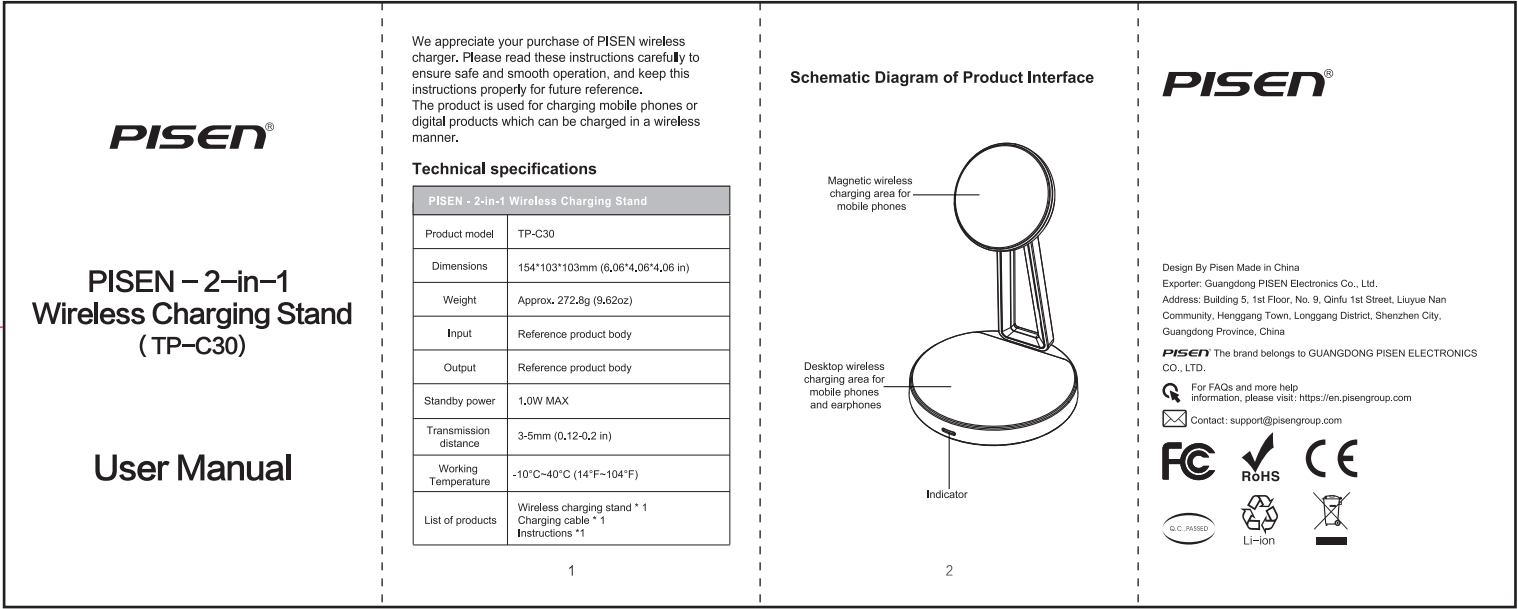 PISEN®
PISEN – 2–in–1
Wireless Charging Stand
( TP–C30)
User Manual
We appreciate your purchase of PISEN wireless
charger. Please read these instructions carefully to
ensure safe and smooth operation, and keep this
instructions properly for future reference.
The product is used for charging mobile phones or
digital products which can be charged in a wireless
manner.
Technical specifications
PISEN - 2-in-1 Wireless Charging Stand
Product model TP-C30
Dimensions 154*103*103mm (6.06*4.06*4.06 in)
Weight Approx. 272.8g (9.62oz)
Input Reference product body
Output Reference product body
Standby power 1.0W MAX
Transmission
distance 3-5mm (0.12-0.2 in)
Working
Temperature -10°C~40°C (14°F~104°F)
List of products Wireless charging stand * 1
Charging cable * 1
Instructions *1
1
Schematic Diagram of Product Interface
Magnetic wireless
charging area for
mobile phones
Desktop wireless
charging area for
mobile phones
and earphones
Indicator
2
PISEN®
Design By Pisen Made in China
Exporter: Guangdong PISEN Electronics Co., Ltd.
Address: Building 5, 1st Floor, No. 9, Qinfu 1st Street, Liuyue Nan
Community, Henggang Town, Longgang District, Shenzhen City,
Guangdong Province, China
PISEN The brand belongs to GUANGDONG PISEN ELECTRONICS
CO., LTD.
For FAQs and more help
information, please visit: https://en.pisengroup.com
Contact: support@pisengroup.com
FC RoHS CE
Q.C.,PASSED
Li–ion